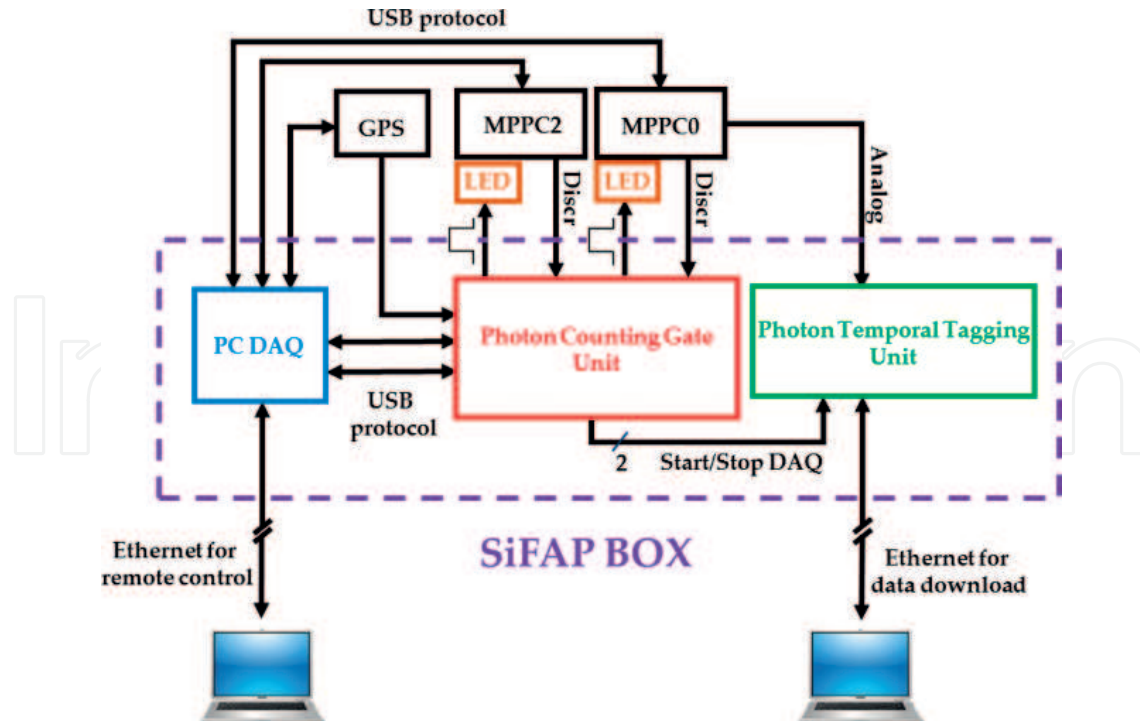 USB protocol
GPS
MPPC2
MPPC0
LED
LED
Discr
Discr
Analog
PC DAQ
Photon Counting Gate
Unit
Photon Temporal Tagging
Unit
USB
protocol
2
Start/Stop DAQ
SiFAP BOX
Ethernet for
remote control
Ethernet for
data download